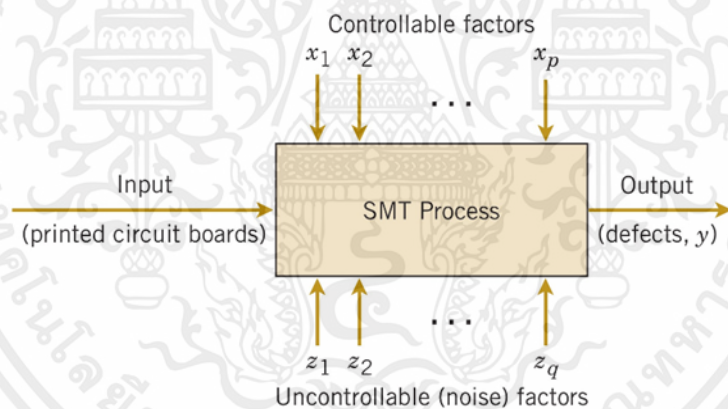 Controllable factors
x1 x2 xp
...
Input Output
SMT Process
(printed circuit boards) (defects, y)
...
z1 z2 zq
Uncontrollable (noise) factors